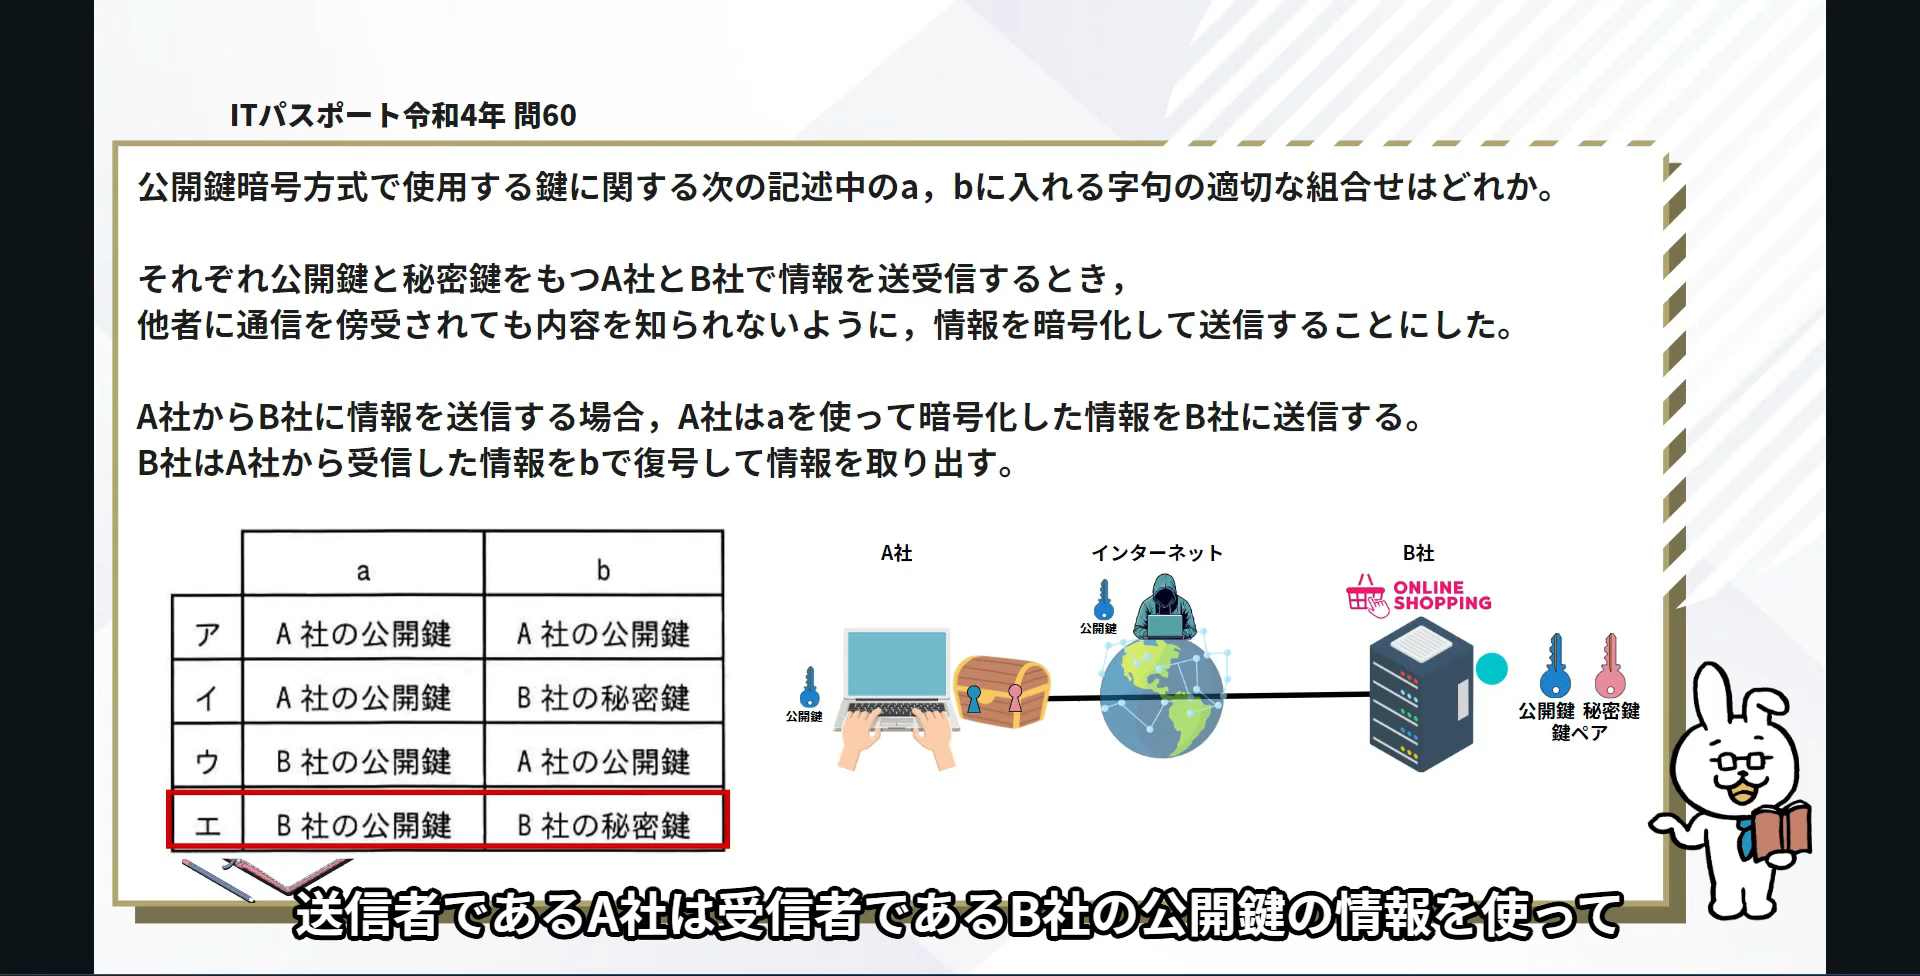 ITパスポート令和4年 問60
公開鍵暗号方式で使用する鍵に関する次の記述中のa，bに入れる字句の適切な組合せはどれか。
それぞれ公開鍵と秘密鍵をもつA社とB社で情報を送受信するとき，
他者に通信を傍受されても内容を知られないように，情報を暗号化して送信することにした。
A社からB社に情報を送信する場合，A社はaを使って暗号化した情報をB社に送信する。
B社はA社から受信した情報をbで復号して情報を取り出す。
a b
ア A 社の公開鍵 A 社の公開鍵
イ A 社の公開鍵 B 社の秘密鍵
ウ B 社の公開鍵 A 社の公開鍵
エ B 社の公開鍵 B 社の秘密鍵
A社 インターネット B社
ONLINE
SHOPPING
公開鍵
公開鍵
公開鍵 秘密鍵
鍵ペア
送信者であるA社は受信者であるB社の公開鍵の情報を使って